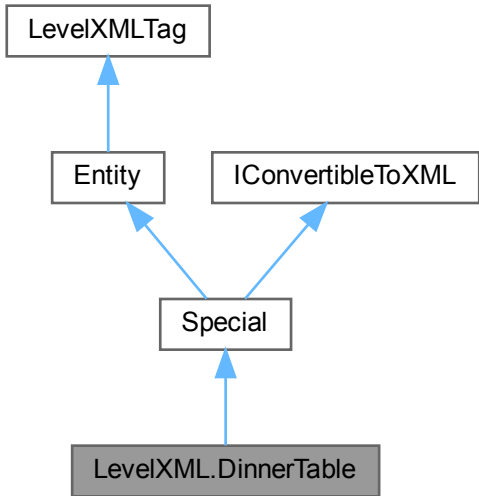 LevelXMLTag
Entity
IConvertibleToXML
Special
LevelXML.DinnerTable